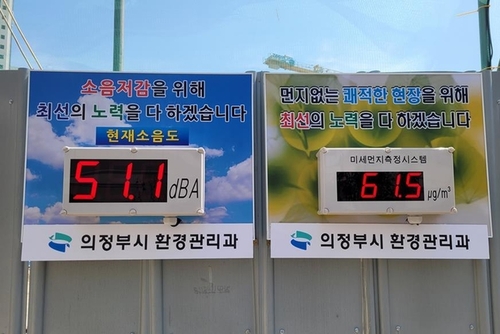 소음저감을 위해
최선의 노력을 다 하겠습니다
현재소음도
51.1 dBA
의정부시 환경관리과
먼지없는 쾌적한 현장을 위해
최선의 노력을 다 하겠습니다
미세먼지측정시스템
61.5 μg/m³
의정부시 환경관리과